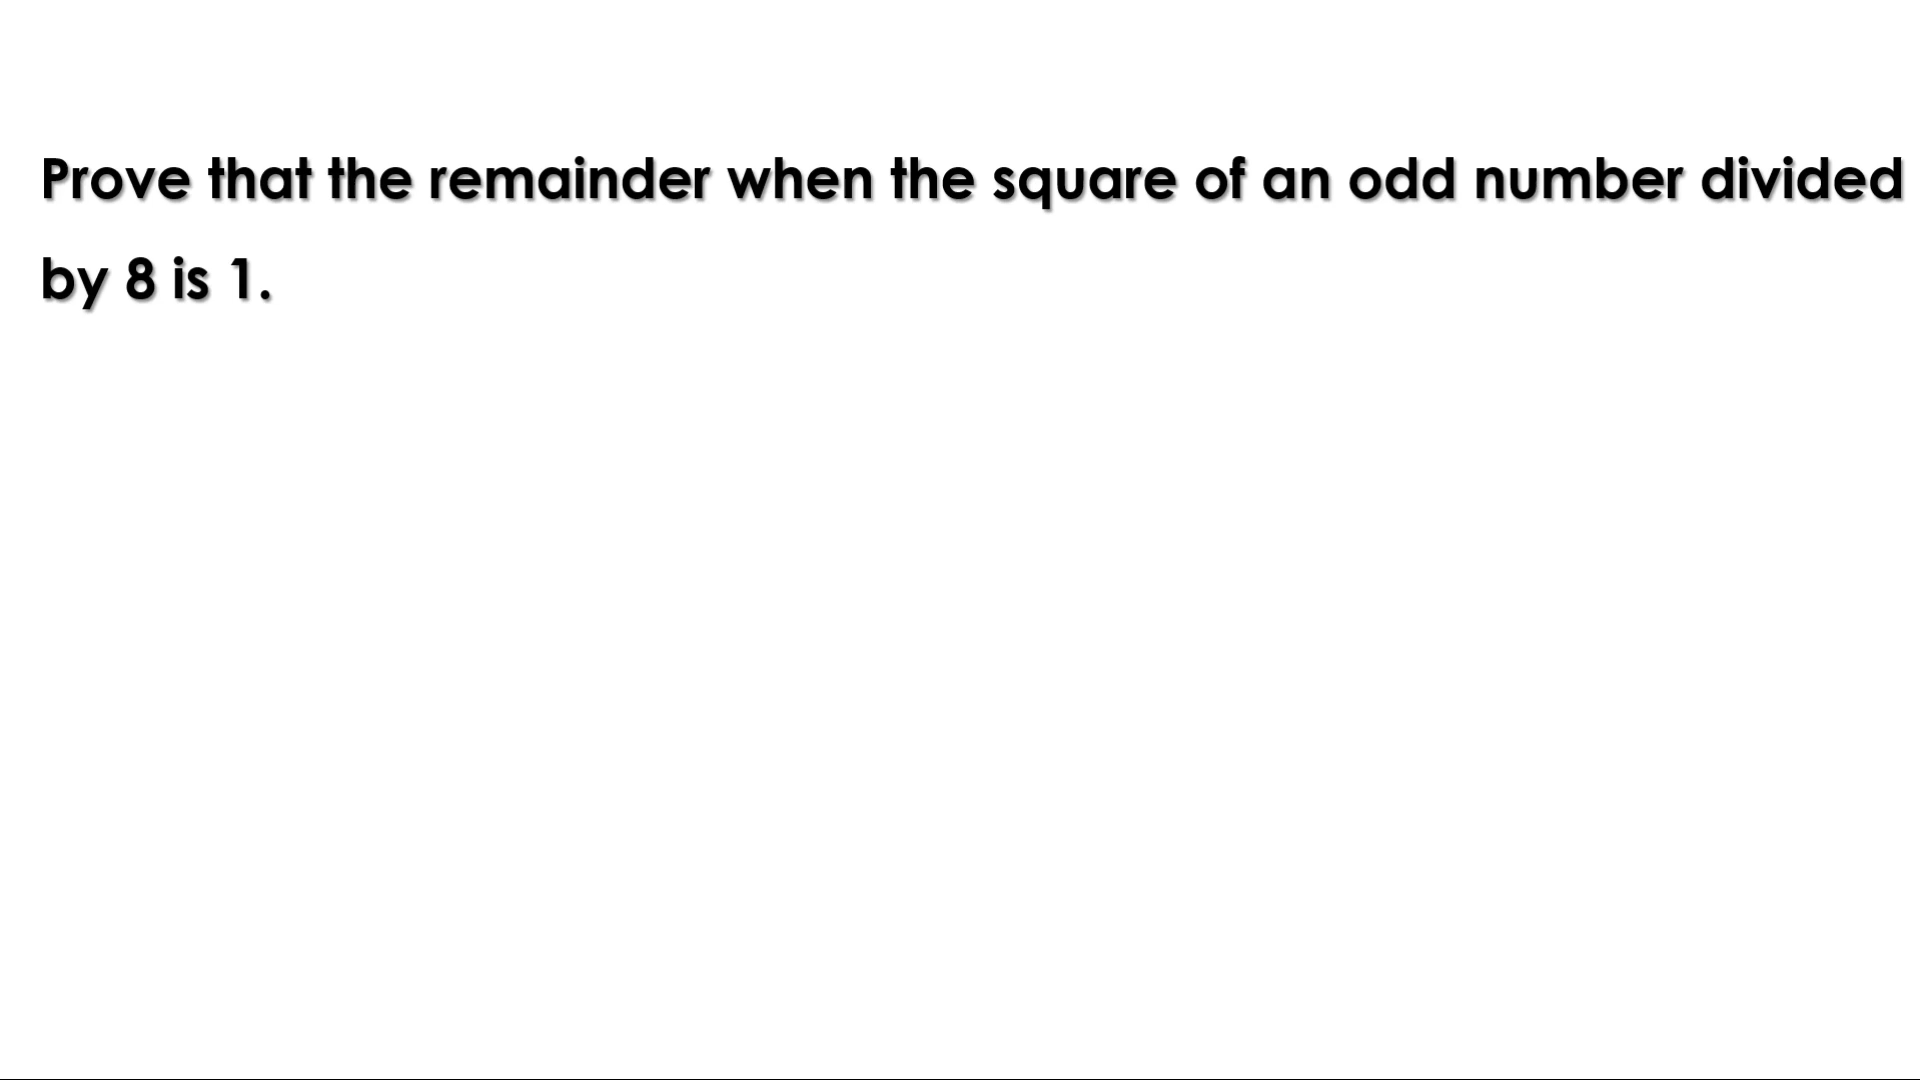 Prove that the remainder when the square of an odd number divided
by 8 is 1.